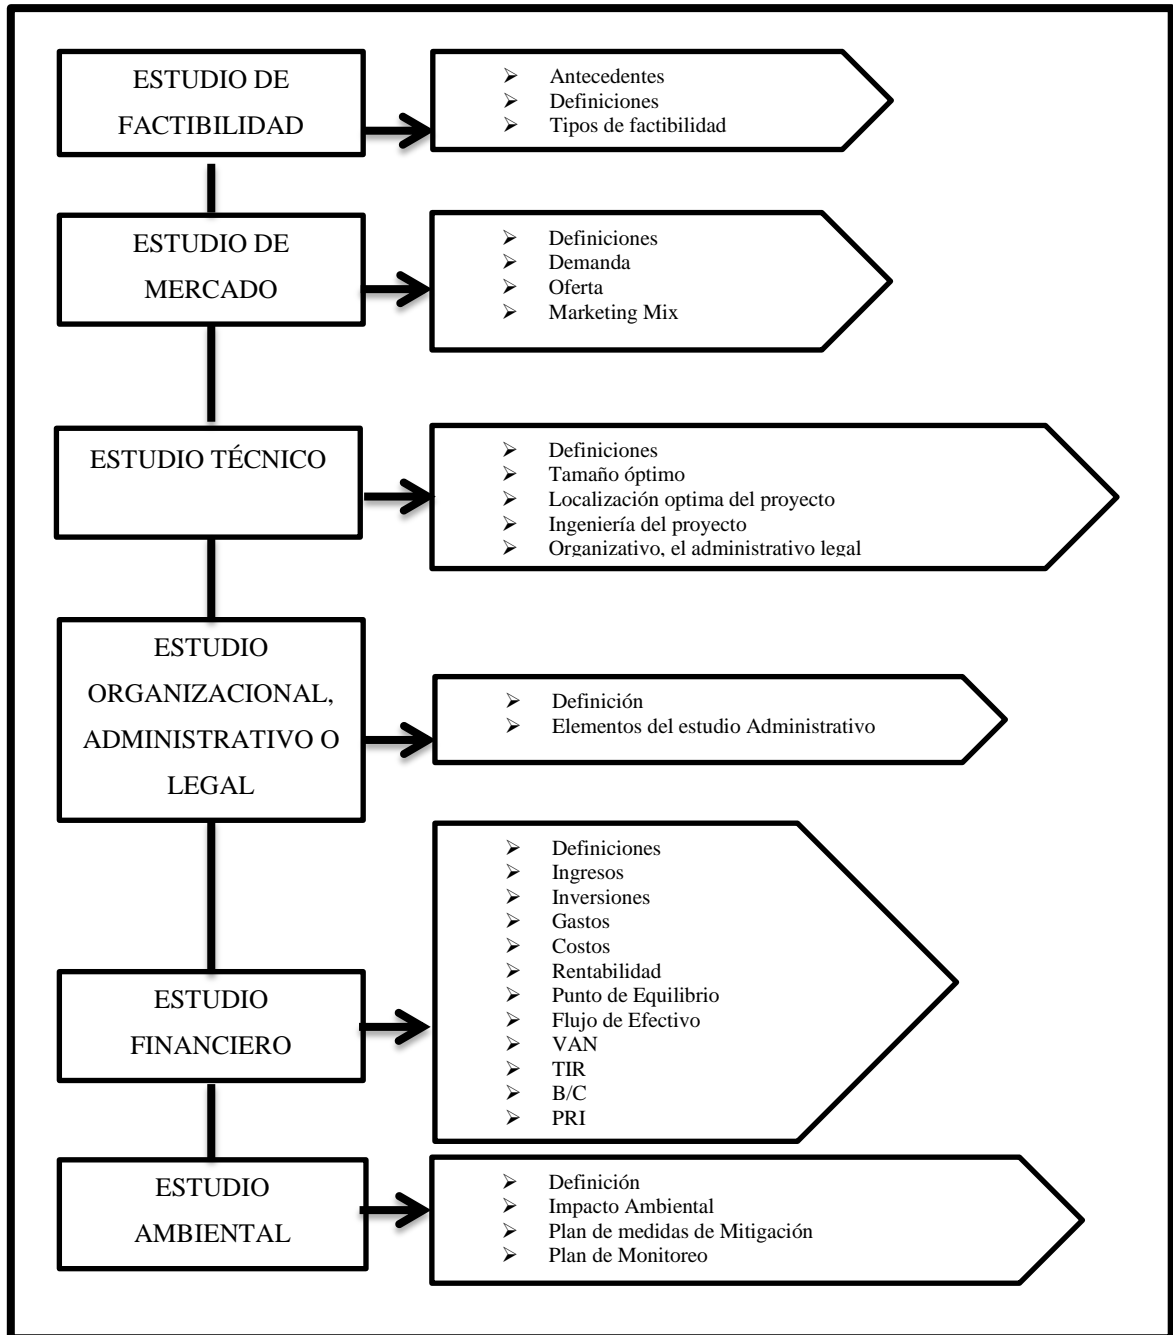 ESTUDIO DE
FACTIBILIDAD
➢ Antecedentes
➢ Definiciones
➢ Tipos de factibilidad
ESTUDIO DE
MERCADO
➢ Definiciones
➢ Demanda
➢ Oferta
➢ Marketing Mix
ESTUDIO TÉCNICO
➢ Definiciones
➢ Tamaño óptimo
➢ Localización optima del proyecto
➢ Ingeniería del proyecto
➢ Organizativo, el administrativo legal
ESTUDIO
ORGANIZACIONAL,
ADMINISTRATIVO O
LEGAL
➢ Definición
➢ Elementos del estudio Administrativo
ESTUDIO
FINANCIERO
➢ Definiciones
➢ Ingresos
➢ Inversiones
➢ Gastos
➢ Costos
➢ Rentabilidad
➢ Punto de Equilibrio
➢ Flujo de Efectivo
➢ VAN
➢ TIR
➢ B/C
➢ PRI
ESTUDIO
AMBIENTAL
➢ Definición
➢ Impacto Ambiental
➢ Plan de medidas de Mitigación
➢ Plan de Monitoreo